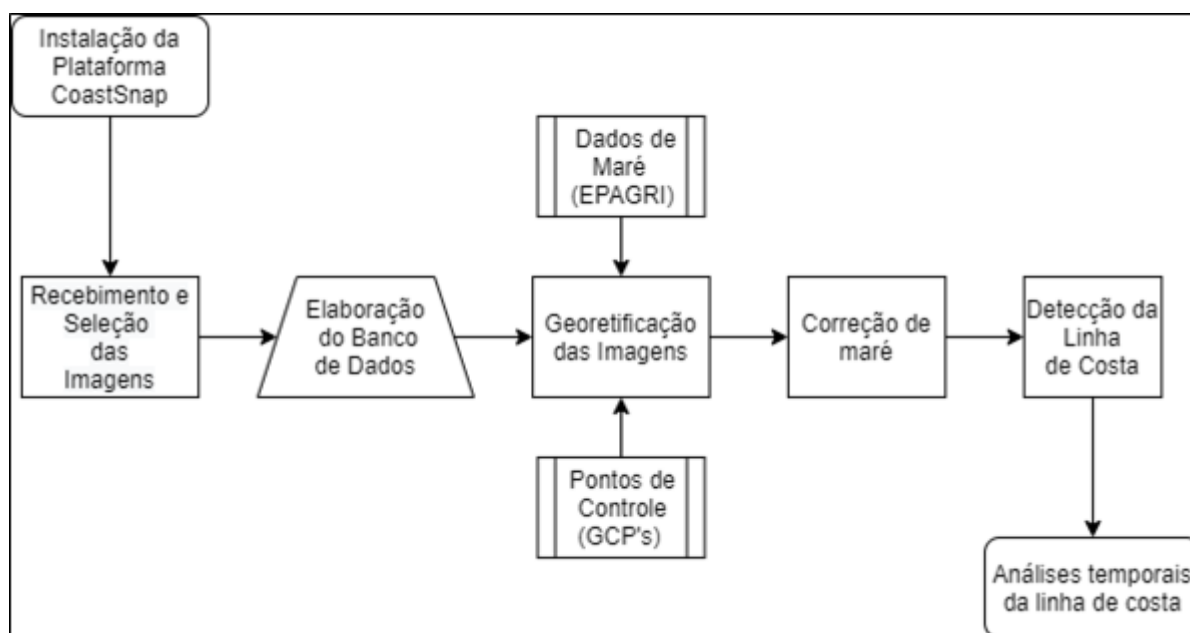 Instalação da
Plataforma
CoastSnap
Dados de
Maré
(EPAGRI)
Recebimento e
Seleção
das
Imagens
Elaboração
do Banco
de Dados
Georetificação
das Imagens
Correção de
maré
Detecção da
Linha
de Costa
Pontos de
Controle
(GCP's)
Análises temporais
da linha de costa